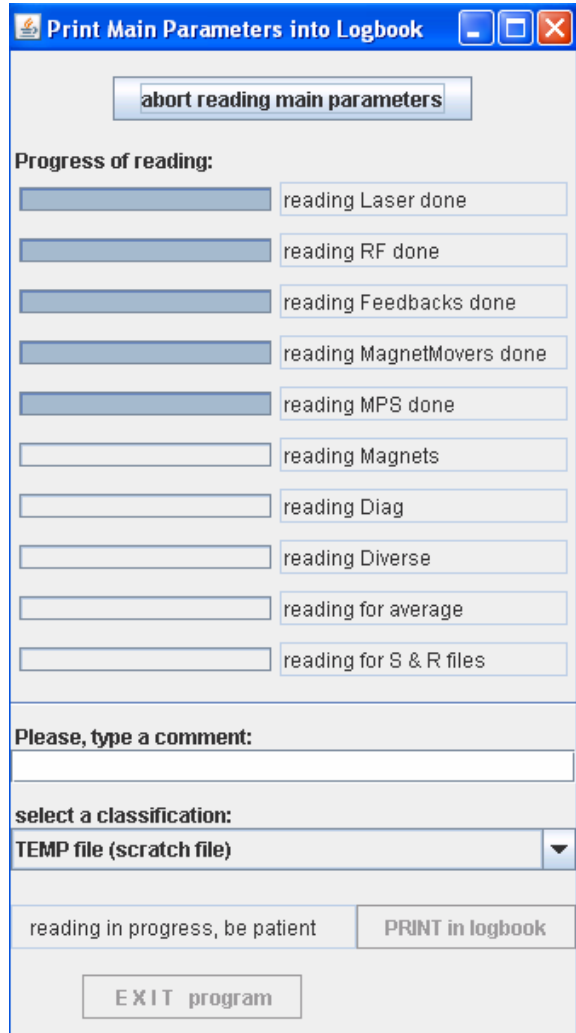 Print Main Parameters into Logbook
abort reading main parameters
Progress of reading:
reading Laser done
reading RF done
reading Feedbacks done
reading MagnetMovers done
reading MPS done
reading Magnets
reading Diag
reading Diverse
reading for average
reading for S & R files
Please, type a comment:
select a classification:
TEMP file (scratch file)
reading in progress, be patient PRINT in logbook
EXIT program